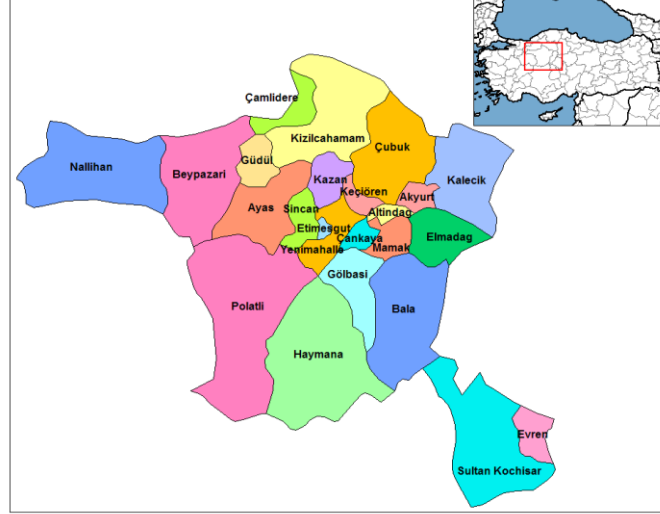 Çamlidere
Kizilcahamam
Çubuk
Nallihan
Beypazari
Güdül
Kazan
Keçiören
Akyurt
Kalecik
Ayas
Sincan
Altindag
Etimesgut
Çankaya
Elmadag
Yenimahalle
Mamak
Gölbasi
Polatli
Bala
Haymana
Evren
Sultan Kochisar